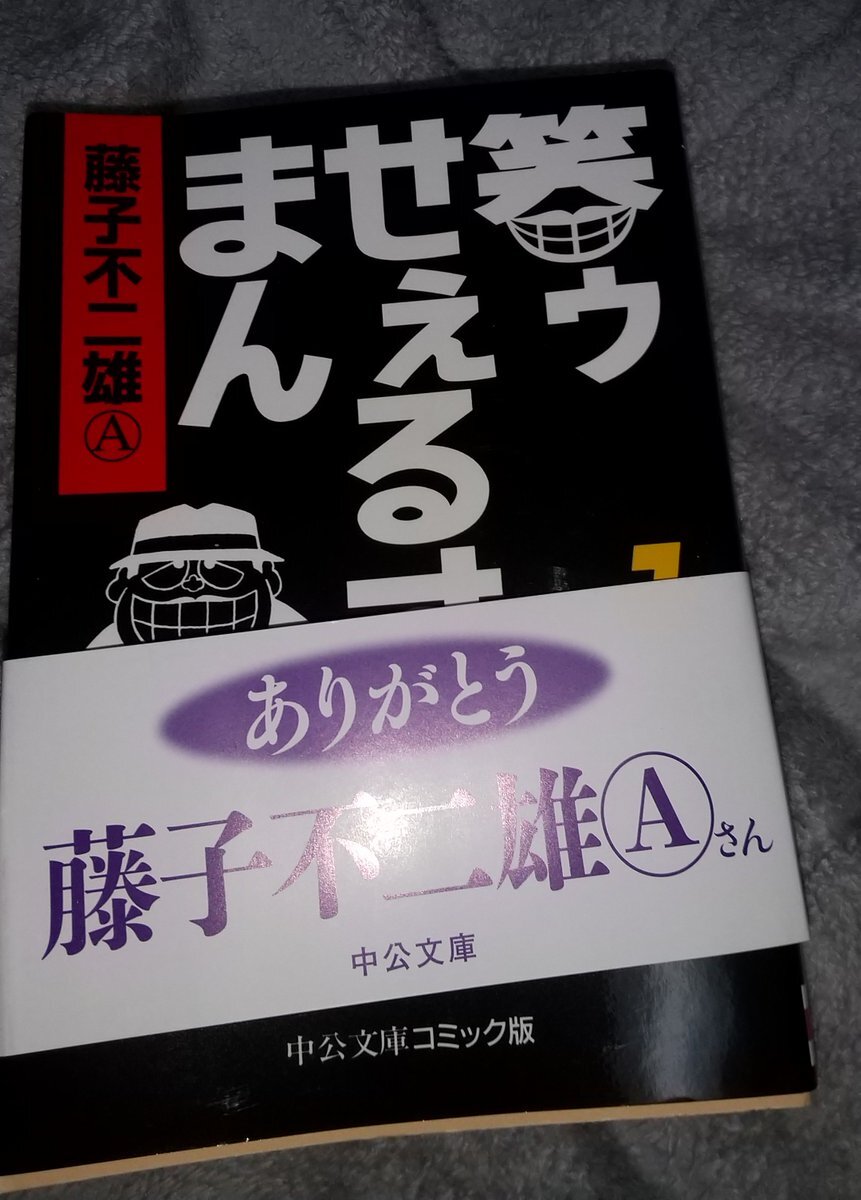 笑ゥ
せぇるす
まん
藤子不二雄Ⓐ
1
ありがとう
藤子不二雄Ⓐさん
中公文庫
中公文庫コミック版